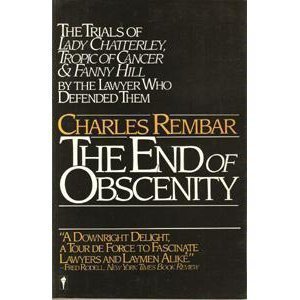 THE TRIALS OF
LADY CHATTERLEY,
TROPIC OF CANCER
& FANNY HILL
BY THE LAWYER WHO
DEFENDED THEM
CHARLES REMBAR
THE END OF
OBSCENITY
"A DOWNRIGHT DELIGHT,
A TOUR DE FORCE TO FASCINATE
LAWYERS AND LAYMEN ALIKE."
–FRED RODELL, NEW YORK TIMES BOOK REVIEW